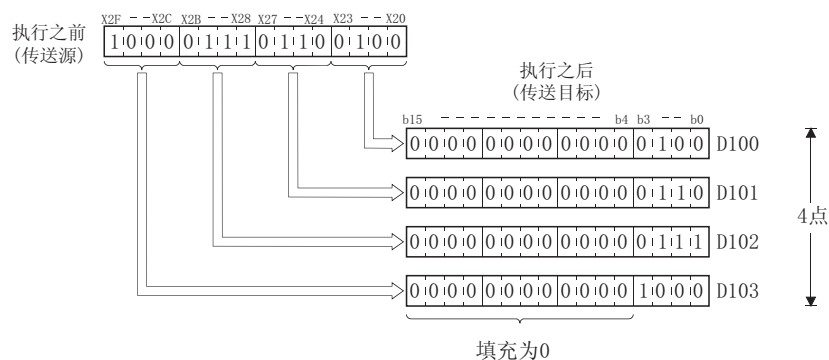 X2F X2C X2B X28 X27 X24 X23 X20
执行之前
(传送源)
1 0 0 0 0 1 1 1 0 1 1 0 0 1 0 0
执行之后
(传送目标)
b15 b4 b3 b0
0 0 0 0 0 0 0 0 0 0 0 0 0 1 0 0 D100
0 0 0 0 0 0 0 0 0 0 0 0 0 1 1 0 D101
4点
0 0 0 0 0 0 0 0 0 0 0 0 0 1 1 1 D102
0 0 0 0 0 0 0 0 0 0 0 0 1 0 0 0 D103
填充为0